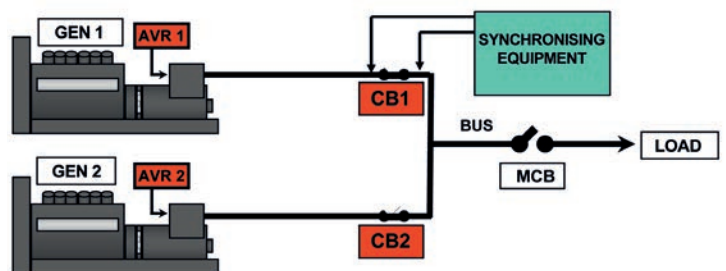 GEN 1
AVR 1
SYNCHRONISING
EQUIPMENT
CB1
BUS
LOAD
MCB
GEN 2
AVR 2
CB2